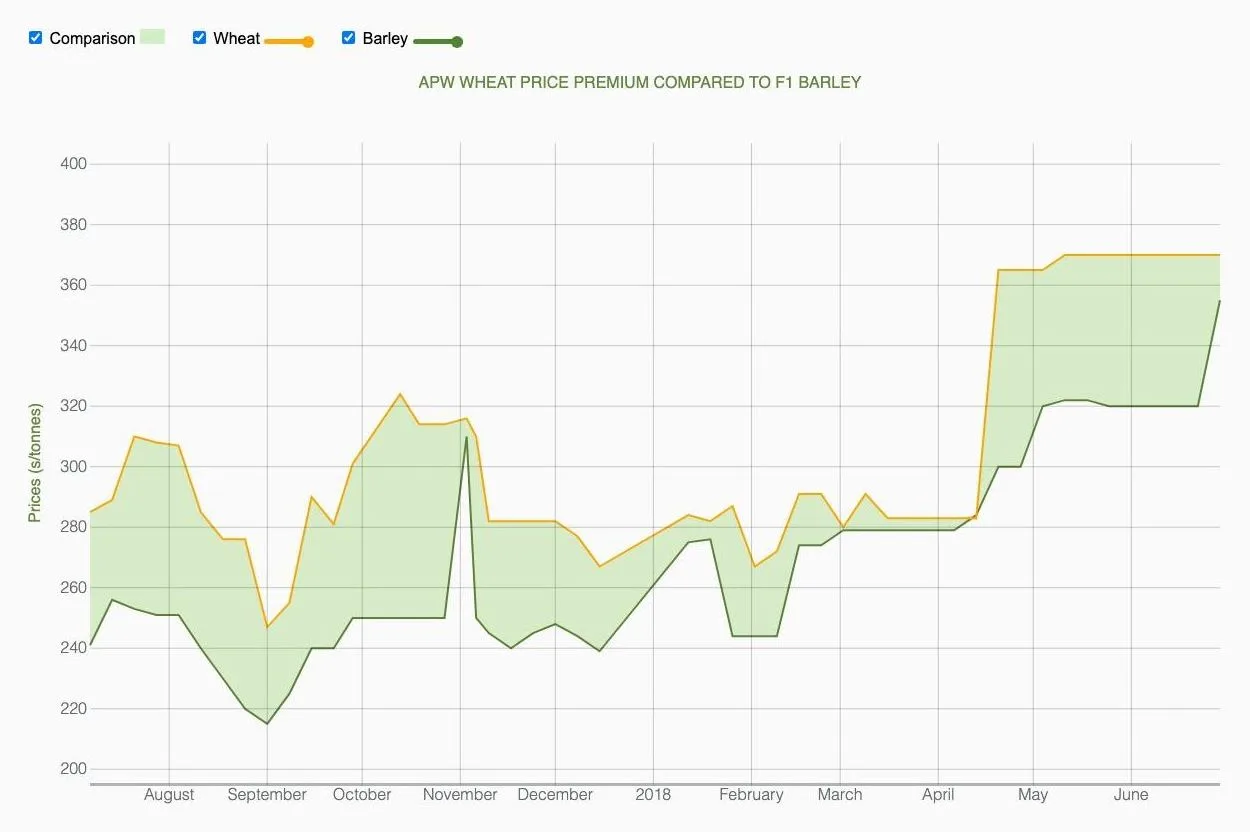 Comparison Wheat Barley
APW WHEAT PRICE PREMIUM COMPARED TO F1 BARLEY
400
380
360
340
320
300
280
260
240
220
200
Prices (s/tonnes)
August September October November December 2018 February March April May June